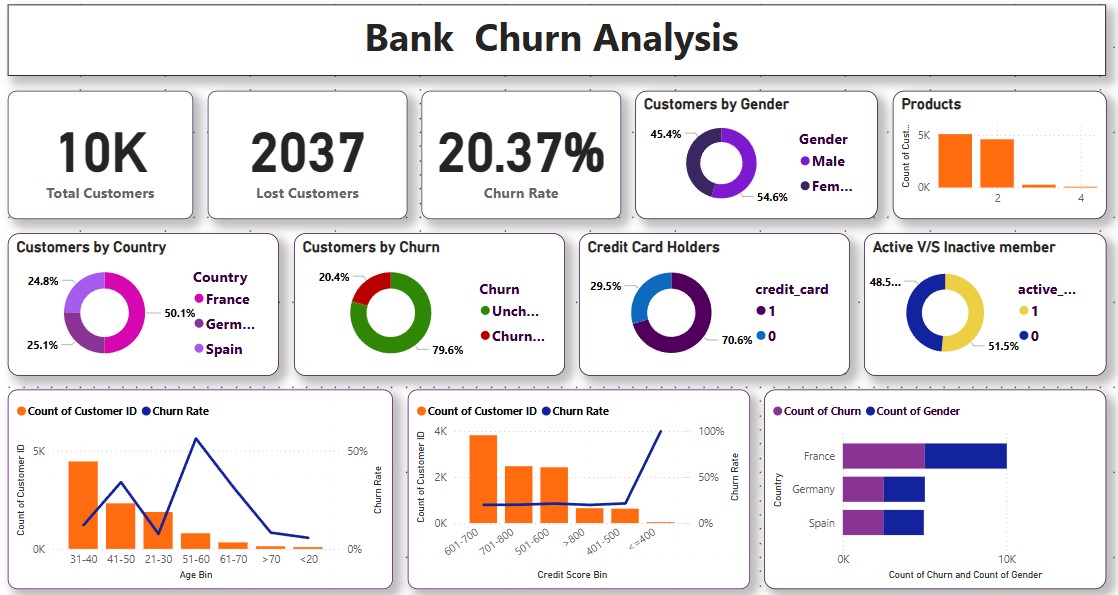 Bank  Churn Analysis
10K
Total Customers
2037
Lost Customers
20.37%
Churn Rate
Customers by Gender
45.4%
54.6%
Gender
Male
Fem...
Products
Count of Cust...
5K
0K
2
4
Customers by Country
24.8%
25.1%
50.1%
Country
France
Germ...
Spain
Customers by Churn
20.4%
79.6%
Churn
Unch...
Churn...
Credit Card Holders
29.5%
70.6%
credit_card
1
0
Active V/S Inactive member
48.5...
51.5%
active_...
1
0
Count of Customer ID Churn Rate
Count of Customer ID
5K
0K
50%
0%
Churn Rate
31-40 41-50 21-30 51-60 61-70 >70 <20
Age Bin
Count of Customer ID Churn Rate
Count of Customer ID
4K
2K
0K
100%
50%
0%
Churn Rate
601-700 701-800 501-600 >800 401-500 <=400
Credit Score Bin
Count of Churn Count of Gender
Country
France
Germany
Spain
0K 10K
Count of Churn and Count of Gender